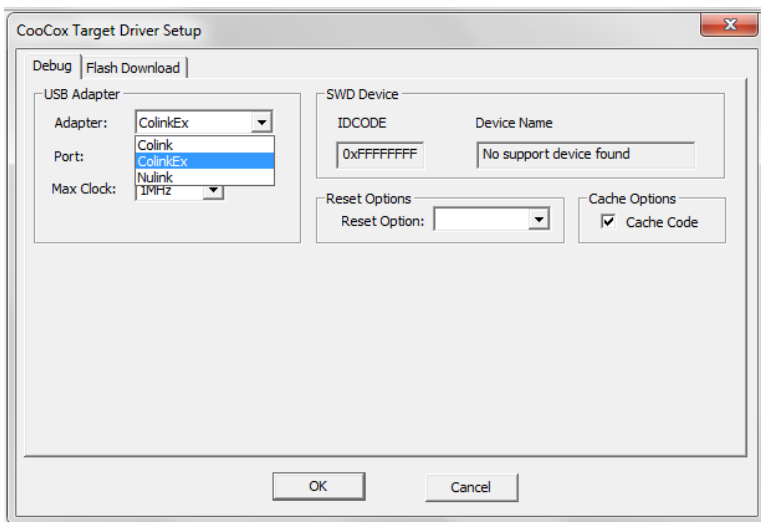 CooCox Target Driver Setup
Debug
Flash Download
USB Adapter
Adapter:
ColinkEx
Colink
ColinkEx
Nulink
Port:
Max Clock:
1MHz
SWD Device
IDCODE
Device Name
0xFFFFFFFF
No support device found
Reset Options
Reset Option:
Cache Options
Cache Code
OK
Cancel